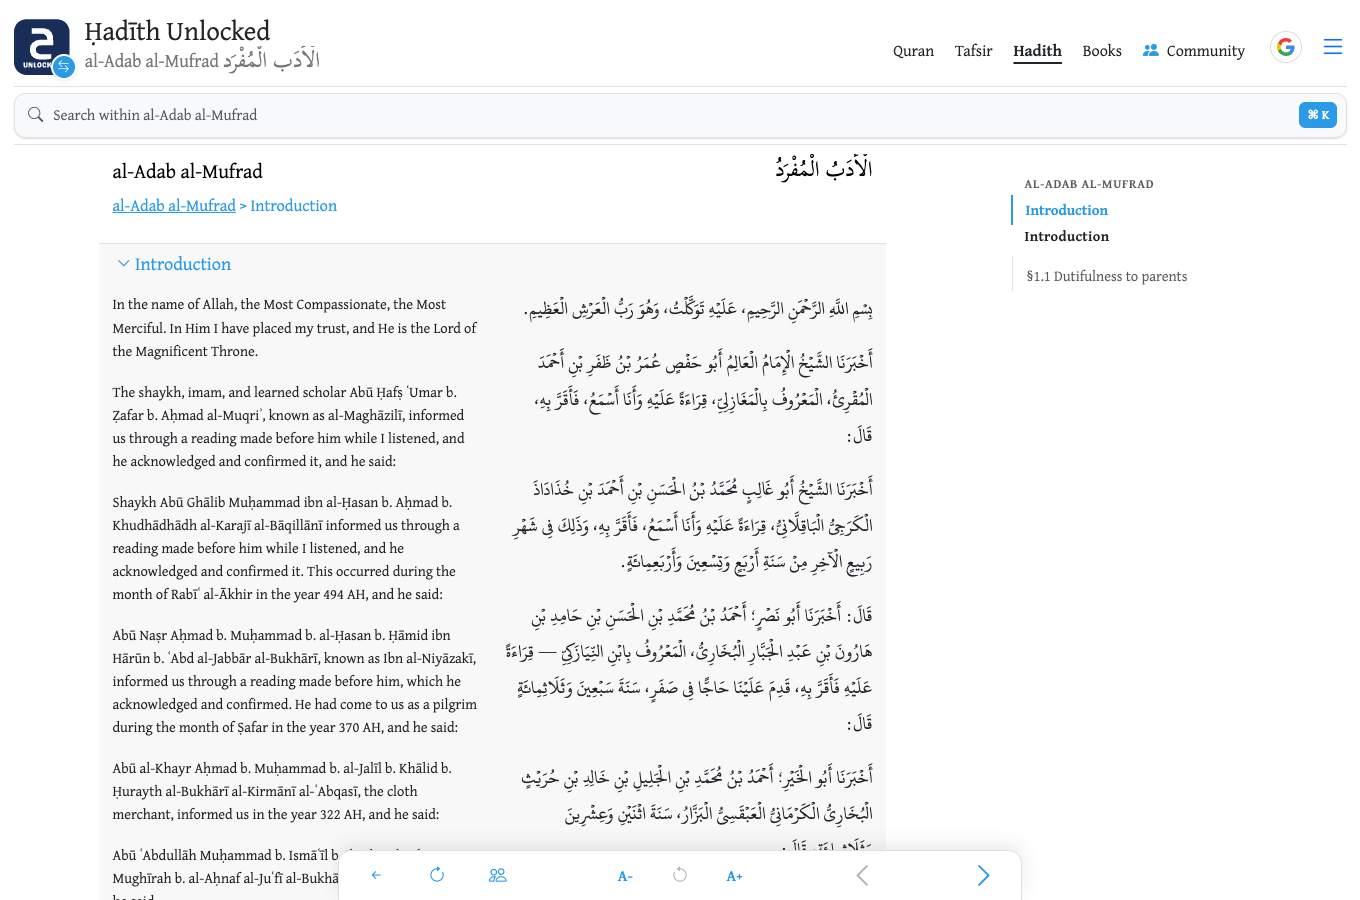 UNLOCK
Ḥadīth Unlocked
al-Adab al-Mufrad الْأَدَب الْمُفْرَد
Quran
Tafsir
Hadith
Books
Community
Search within al-Adab al-Mufrad
⌘ K
al-Adab al-Mufrad
الْأَدَبُ الْمُفْرَدُ
al-Adab al-Mufrad > Introduction
Introduction
In the name of Allah, the Most Compassionate, the Most
Merciful. In Him I have placed my trust, and He is the Lord of
the Magnificent Throne.
بِسْمِ اللَّهِ الرَّحْمَنِ الرَّحِيمِ، عَلَيْهِ تَوَكَّلْتُ، وَهُوَ رَبُّ الْعَرْشِ الْعَظِيمِ.
The shaykh, imam, and learned scholar Abū Ḥafṣ ʿUmar b.
Ẓafar b. Aḥmad al-Muqriʾ, known as al-Maghāzilī, informed
us through a reading made before him while I listened, and
he acknowledged and confirmed it, and he said:
أَخْبَرَنَا الشَّيْخُ الْإِمَامُ الْعَالِمُ أَبُو حَفْصٍ عُمَرُ بْنُ ظَفَرِ بْنِ أَحْمَدَ
الْمُقْرِئُ، الْمَعْرُوفُ بِالْمَغَازِلِيِّ، قِرَاءَةً عَلَيْهِ وَأَنَا أَسْمَعُ، فَأَقَرَّ بِهِ،
قَالَ:
Shaykh Abū Ghālib Muḥammad ibn al-Ḥasan b. Aḥmad b.
Khudhādhādh al-Karajī al-Bāqillānī informed us through a
reading made before him while I listened, and he
acknowledged and confirmed it. This occurred during the
month of Rabīʿ al-Ākhir in the year 494 AH, and he said:
أَخْبَرَنَا الشَّيْخُ أَبُو غَالِبٍ مُحَمَّدُ بْنُ الْحَسَنِ بْنِ أَحْمَدَ بْنِ خُذَادَاذَ
الْكَرَجِيُّ الْبَاقِلَّانِيُّ، قِرَاءَةً عَلَيْهِ وَأَنَا أَسْمَعُ، فَأَقَرَّ بِهِ، وَذَلِكَ فِي شَهْرِ
رَبِيعٍ الْآخِرِ مِنْ سَنَةِ أَرْبَعٍ وَتِسْعِينَ وَأَرْبَعِمِائَةٍ.
Abū Naṣr Aḥmad b. Muḥammad b. al-Ḥasan b. Ḥāmid ibn
Hārūn b. ʿAbd al-Jabbār al-Bukhārī, known as Ibn al-Niyāzakī,
informed us through a reading made before him, which he
acknowledged and confirmed. He had come to us as a pilgrim
during the month of Ṣafar in the year 370 AH, and he said:
قَالَ: أَخْبَرَنَا أَبُو نَصْرٍ؛ أَحْمَدُ بْنُ مُحَمَّدِ بْنِ الْحَسَنِ بْنِ حَامِدِ بْنِ
هَارُونَ بْنِ عَبْدِ الْجَبَّارِ الْبُخَارِيُّ، الْمَعْرُوفُ بِابْنِ النِّيَازَكِيِّ — قِرَاءَةً
عَلَيْهِ فَأَقَرَّ بِهِ، قَدِمَ عَلَيْنَا حَاجًّا فِي صَفَرٍ، سَنَةَ سَبْعِينَ وَثَلَاثِمِائَةٍ
قَالَ:
Abū al-Khayr Aḥmad b. Muḥammad b. al-Jalīl b. Khālid b.
Ḥurayth al-Bukhārī al-Kirmānī al-ʿAbqasī, the cloth
merchant, informed us in the year 322 AH, and he said:
أَخْبَرَنَا أَبُو الْخَيْرِ؛ أَحْمَدُ بْنُ مُحَمَّدِ بْنِ الْجَلِيلِ بْنِ خَالِدِ بْنِ حُرَيْثٍ
الْبُخَارِيُّ الْكَرْمَانِيُّ الْعَبْقَسِيُّ الْبَزَّارُ، سَنَةَ اثْنَيْنِ وَعِشْرِينَ
Abū ʿAbdullāh Muḥammad b. Ismāʿīl b.
Mughīrah b. al-Aḥnaf al-Juʿfī al-Bukhā
AL-ADAB AL-MUFRAD
Introduction
Introduction
§1.1 Dutifulness to parents
A-
A+